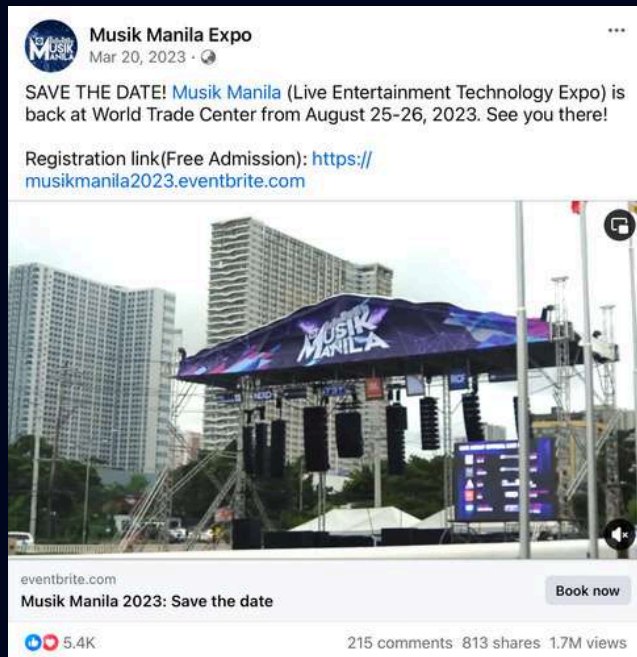 Musik Manila Expo
Mar 20, 2023
SAVE THE DATE! Musik Manila (Live Entertainment Technology Expo) is
back at World Trade Center from August 25-26, 2023. See you there!
Registration link(Free Admission): https://
musikmanila2023.eventbrite.com
MUSIK
MANILA
eventbrite.com
Musik Manila 2023: Save the date
Book now
5.4K
215 comments 813 shares 1.7M views